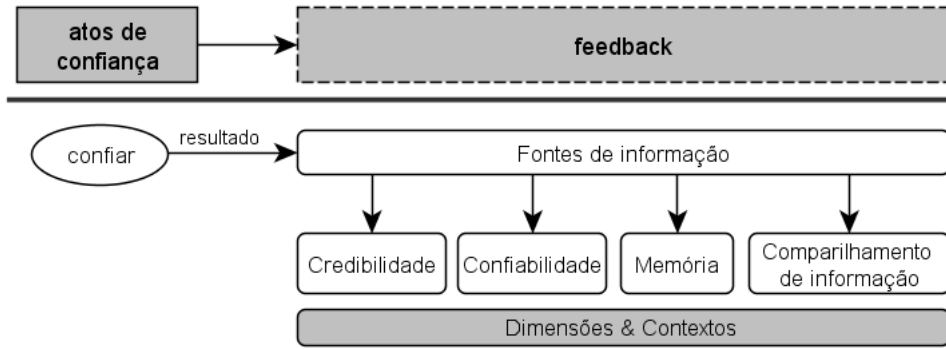 atos de
confiança
feedback
confiar
resultado
Fontes de informação
Credibilidade
Confiabilidade
Memória
Comparilhamento
de informação
Dimensões & Contextos